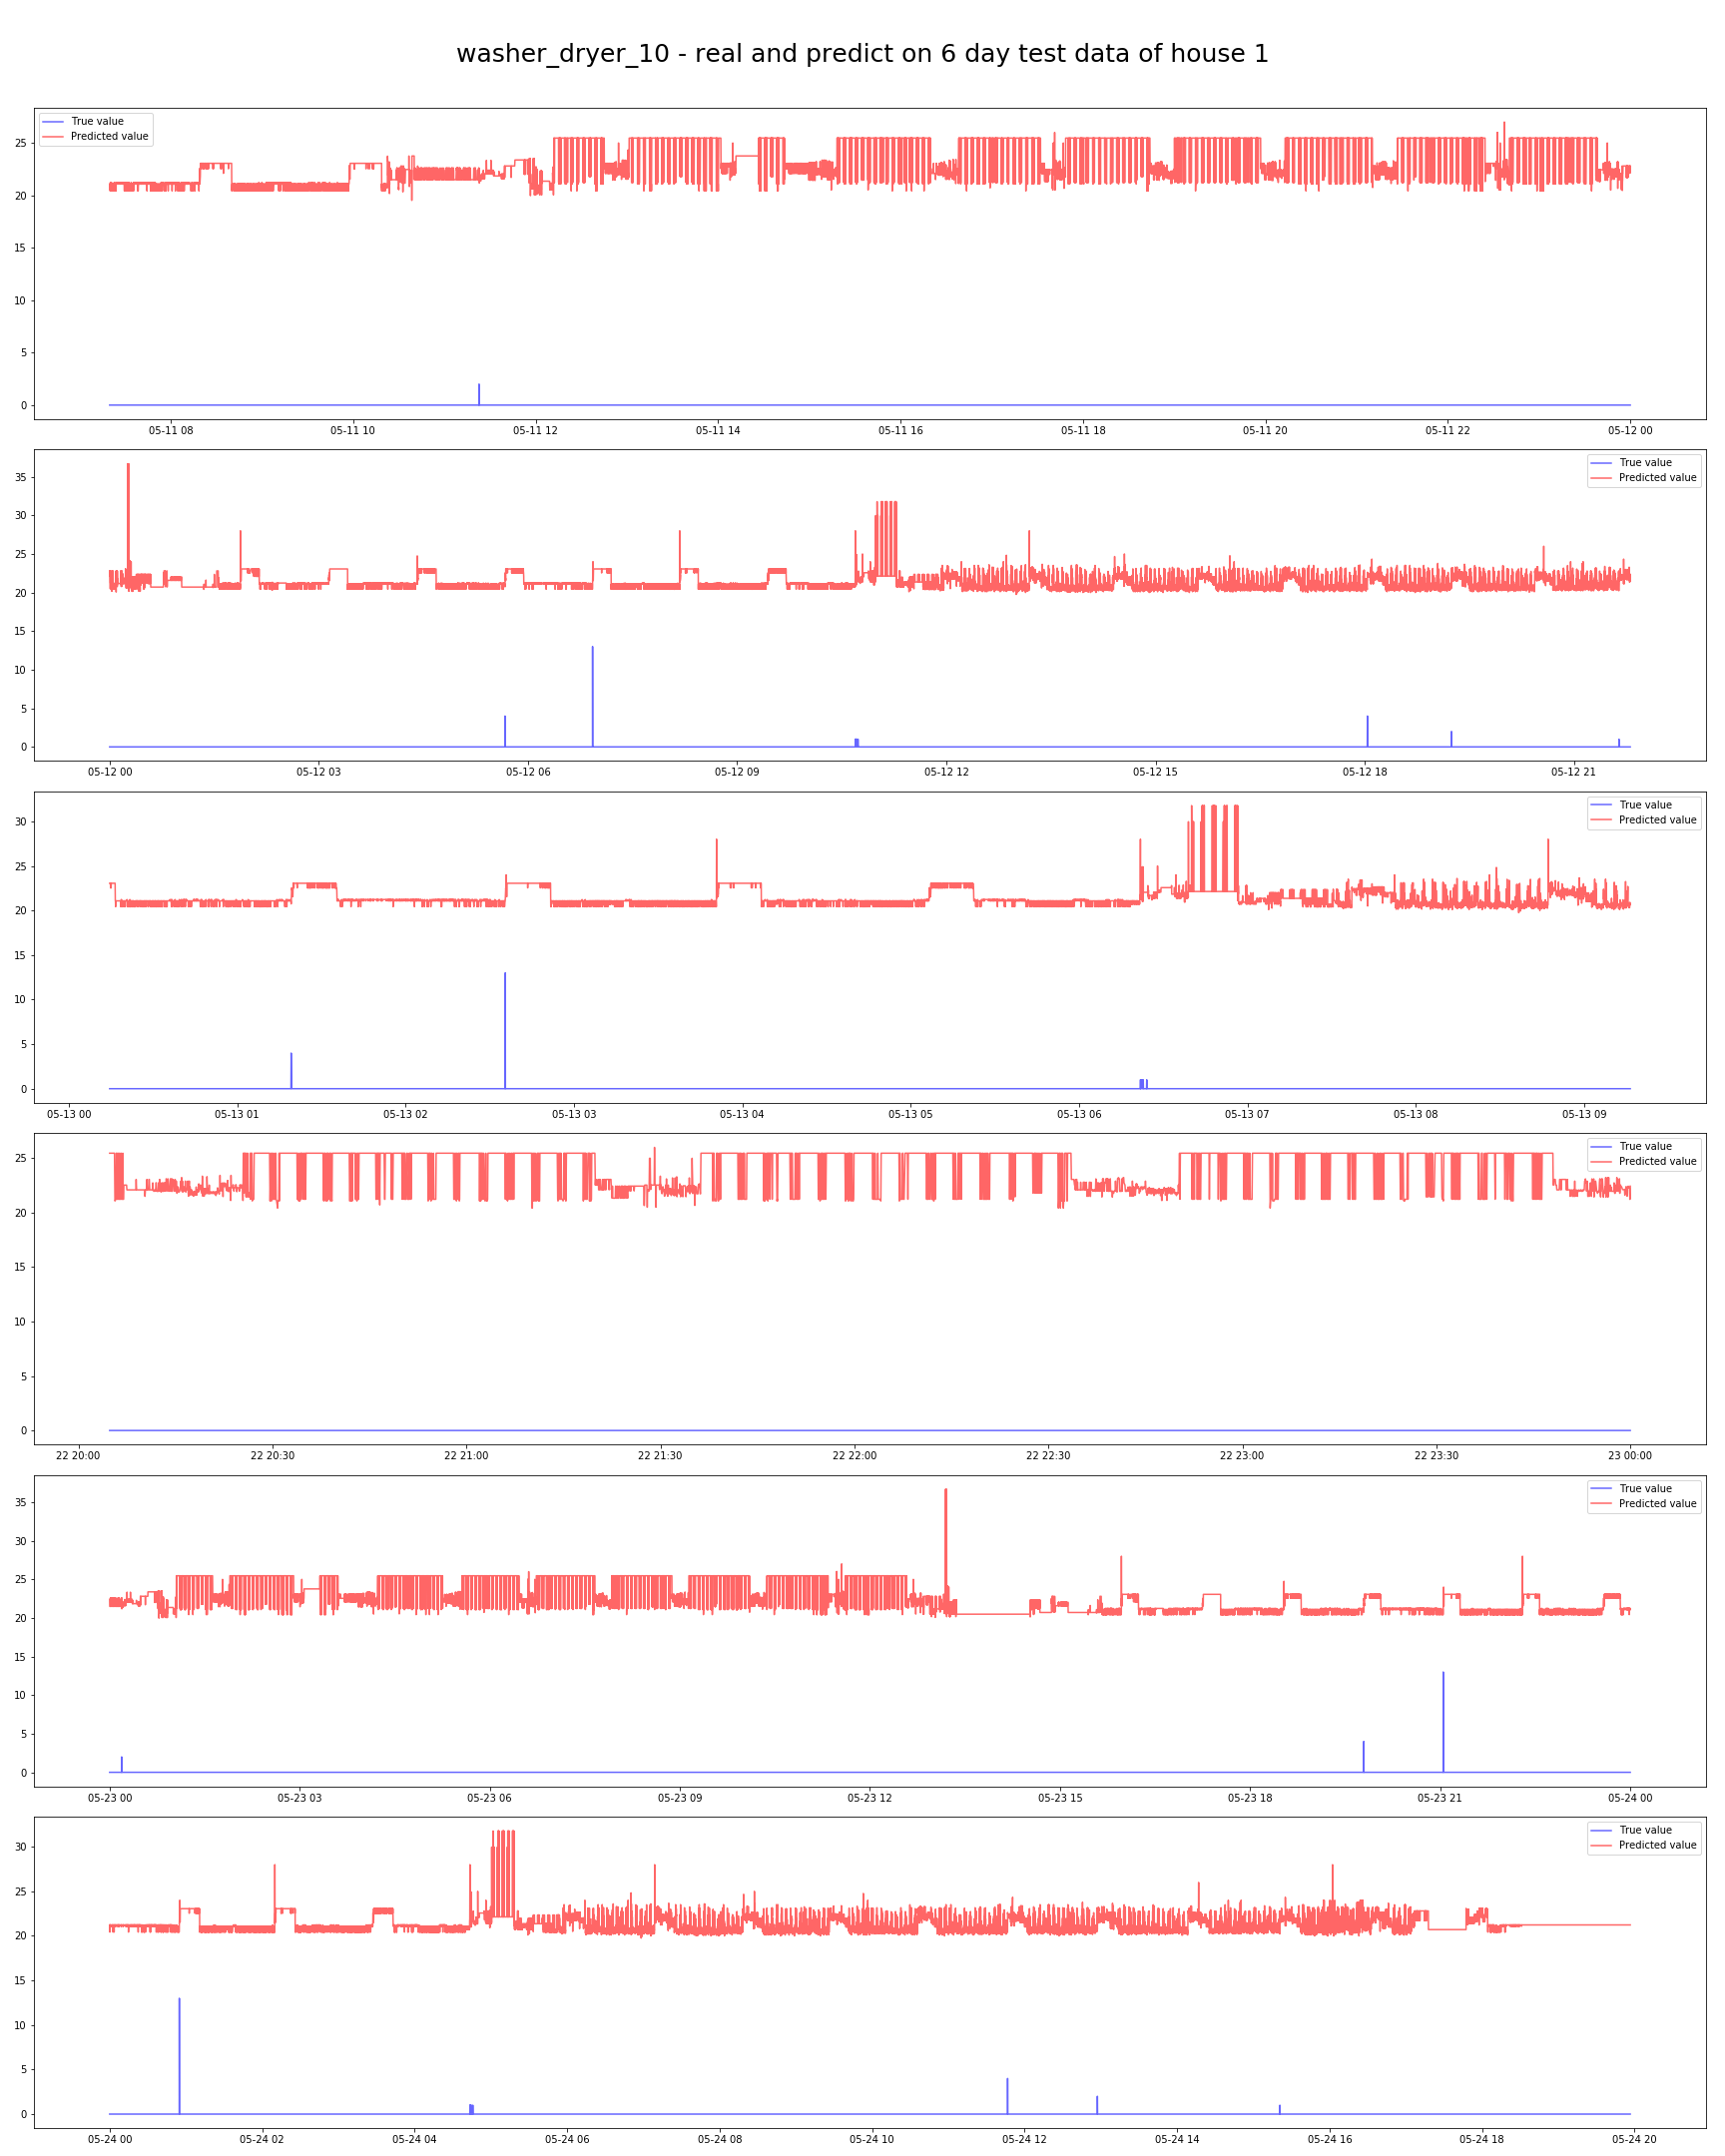 washer_dryer_10 - real and predict on 6 day test data of house 1
True value
Predicted value
25
20
15
10
5
0
05-11 08 05-11 10 05-11 12 05-11 14 05-11 16 05-11 18 05-11 20 05-11 22 05-12 00
True value
Predicted value
35
30
25
20
15
10
5
0
05-12 00 05-12 03 05-12 06 05-12 09 05-12 12 05-12 15 05-12 18 05-12 21
True value
Predicted value
30
25
20
15
10
5
0
05-13 00 05-13 01 05-13 02 05-13 03 05-13 04 05-13 05 05-13 06 05-13 07 05-13 08 05-13 09
True value
Predicted value
25
20
15
10
5
0
22 20:00 22 20:30 22 21:00 22 21:30 22 22:00 22 22:30 22 23:00 22 23:30 23 00:00
True value
Predicted value
35
30
25
20
15
10
5
0
05-23 00 05-23 03 05-23 06 05-23 09 05-23 12 05-23 15 05-23 18 05-23 21 05-24 00
True value
Predicted value
30
25
20
15
10
5
0
05-24 00 05-24 02 05-24 04 05-24 06 05-24 08 05-24 10 05-24 12 05-24 14 05-24 16 05-24 18 05-24 20